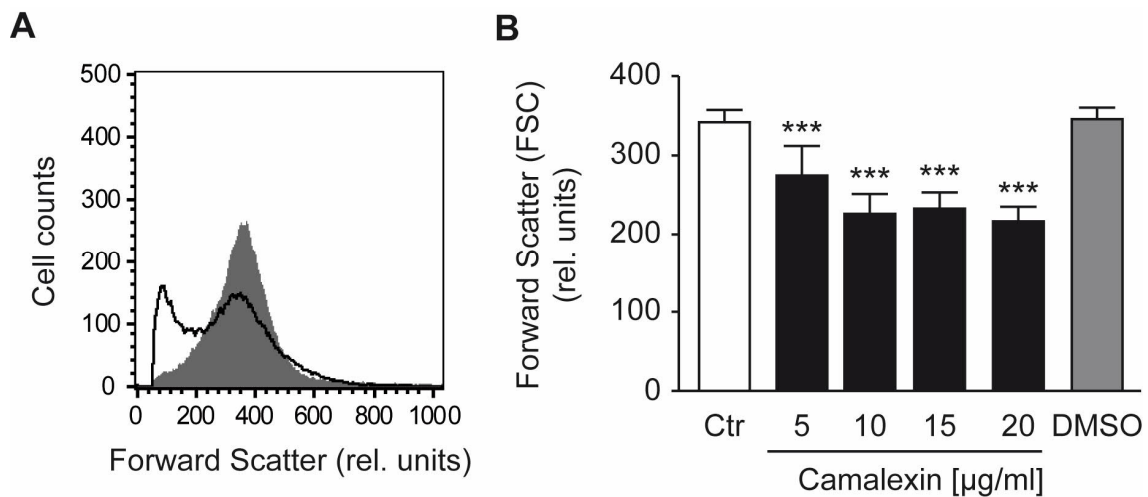 A
500
400
300
200
100
0
Cell counts
0 200 400 600 800 1000
Forward Scatter (rel. units)
B
400
300
200
100
0
Forward Scatter (FSC)
(rel. units)
***
***
***
***
Ctr 5 10 15 20 DMSO
Camalexin [µg/ml]